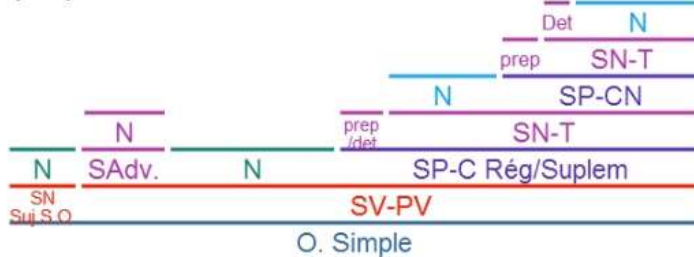 Det N
prep SN-T
N SP-CN
N prep /det SN-T
N SAdv. N SP-C Rég/Suplem
SN Suj S.O SV-PV
O. Simple